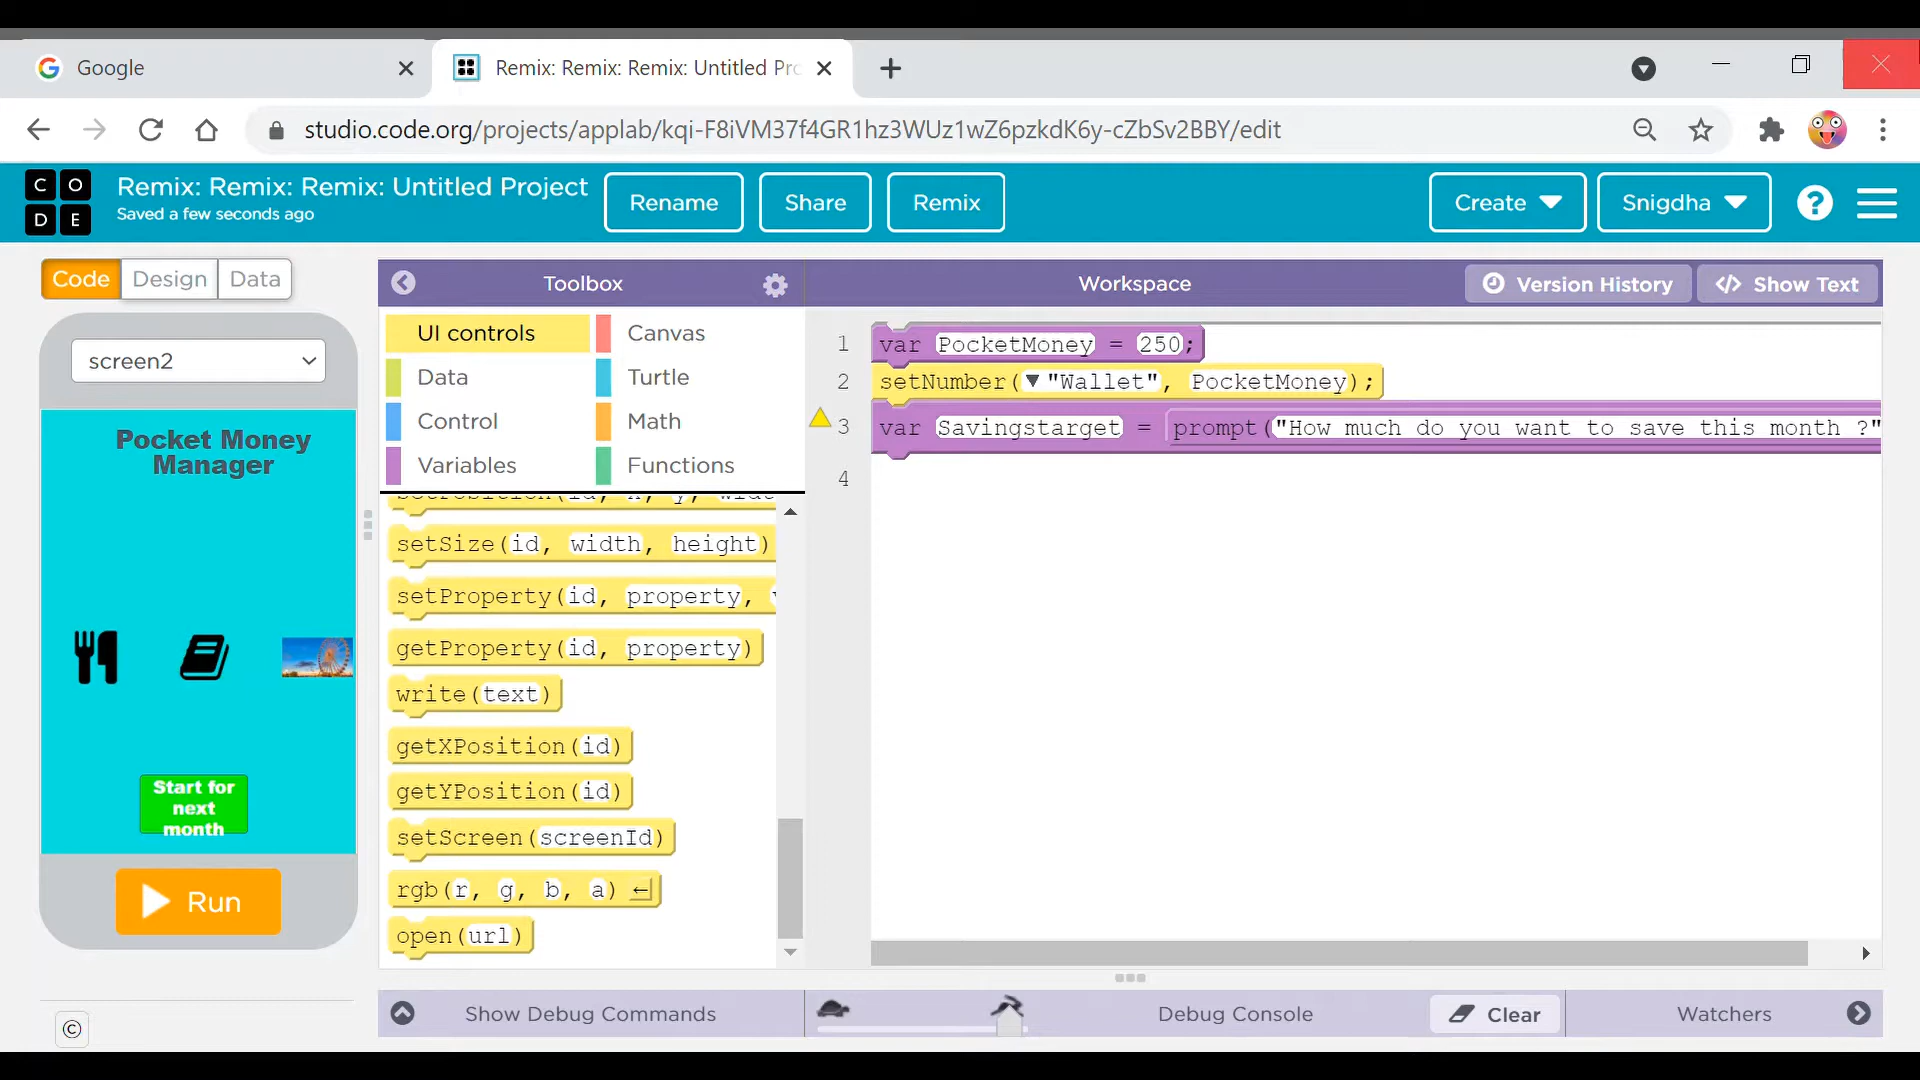 Google
Remix: Remix: Remix: Untitled Pro
studio.code.org/projects/applab/kqi-F8iVM37f4GR1hz3WUz1wZ6pzkdK6y-cZbSv2BBY/edit
C O D E
Remix: Remix: Remix: Untitled Project
Saved a few seconds ago
Rename
Share
Remix
Create
Snigdha
?
Code
Design
Data
Toolbox
Workspace
Version History
</> Show Text
screen2
Pocket Money
Manager
Start for
next
month
Run
UI controls
Canvas
Data
Turtle
Control
Math
Variables
Functions
setSize(id, width, height)
setProperty(id, property,
getProperty(id, property)
write(text)
getXPosition(id)
getYPosition(id)
setScreen(screenId)
rgb(r, g, b, a)
open(url)
1 var PocketMoney = 250;
2 setNumber("Wallet", PocketMoney);
3 var Savingstarget = prompt("How much do you want to save this month ?"
4
©
Show Debug Commands
Debug Console
Clear
Watchers